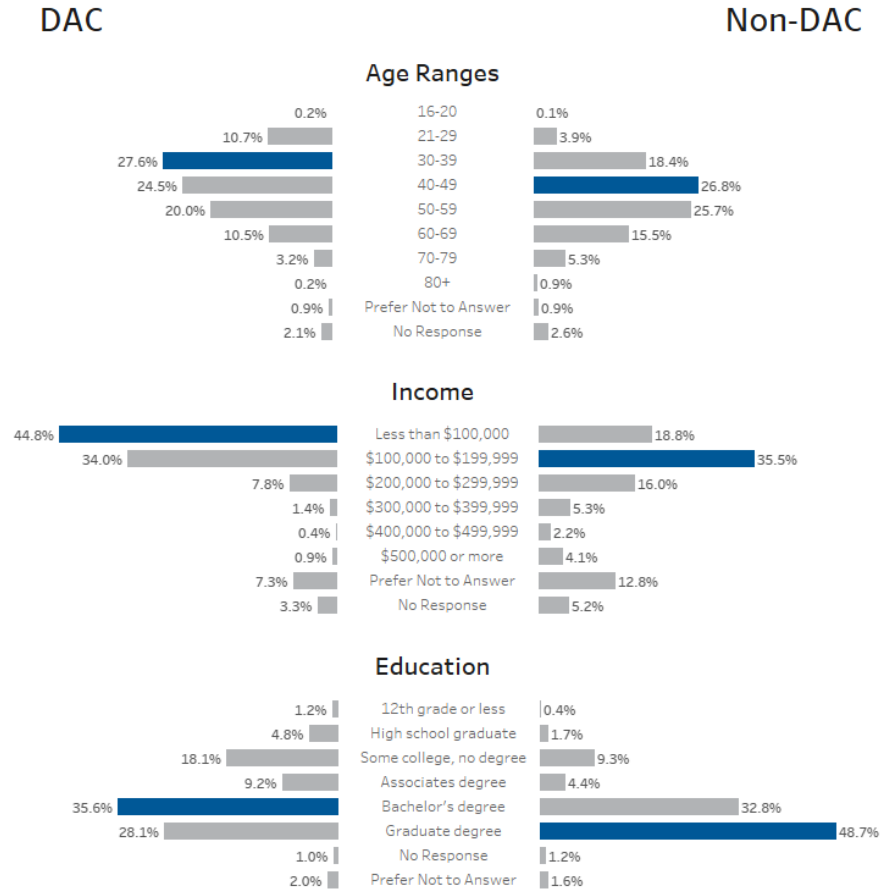 DAC Non-DAC
Age Ranges
0.2% 16-20 0.1%
10.7% 21-29 3.9%
27.6% 30-39 18.4%
24.5% 40-49 26.8%
20.0% 50-59 25.7%
10.5% 60-69 15.5%
3.2% 70-79 5.3%
0.2% 80+ 0.9%
0.9% Prefer Not to Answer 0.9%
2.1% No Response 2.6%
Income
44.8% Less than $100,000 18.8%
34.0% $100,000 to $199,999 35.5%
7.8% $200,000 to $299,999 16.0%
1.4% $300,000 to $399,999 5.3%
0.4% $400,000 to $499,999 2.2%
0.9% $500,000 or more 4.1%
7.3% Prefer Not to Answer 12.8%
3.3% No Response 5.2%
Education
1.2% 12th grade or less 0.4%
4.8% High school graduate 1.7%
18.1% Some college, no degree 9.3%
9.2% Associates degree 4.4%
35.6% Bachelor's degree 32.8%
28.1% Graduate degree 48.7%
1.0% No Response 1.2%
2.0% Prefer Not to Answer 1.6%